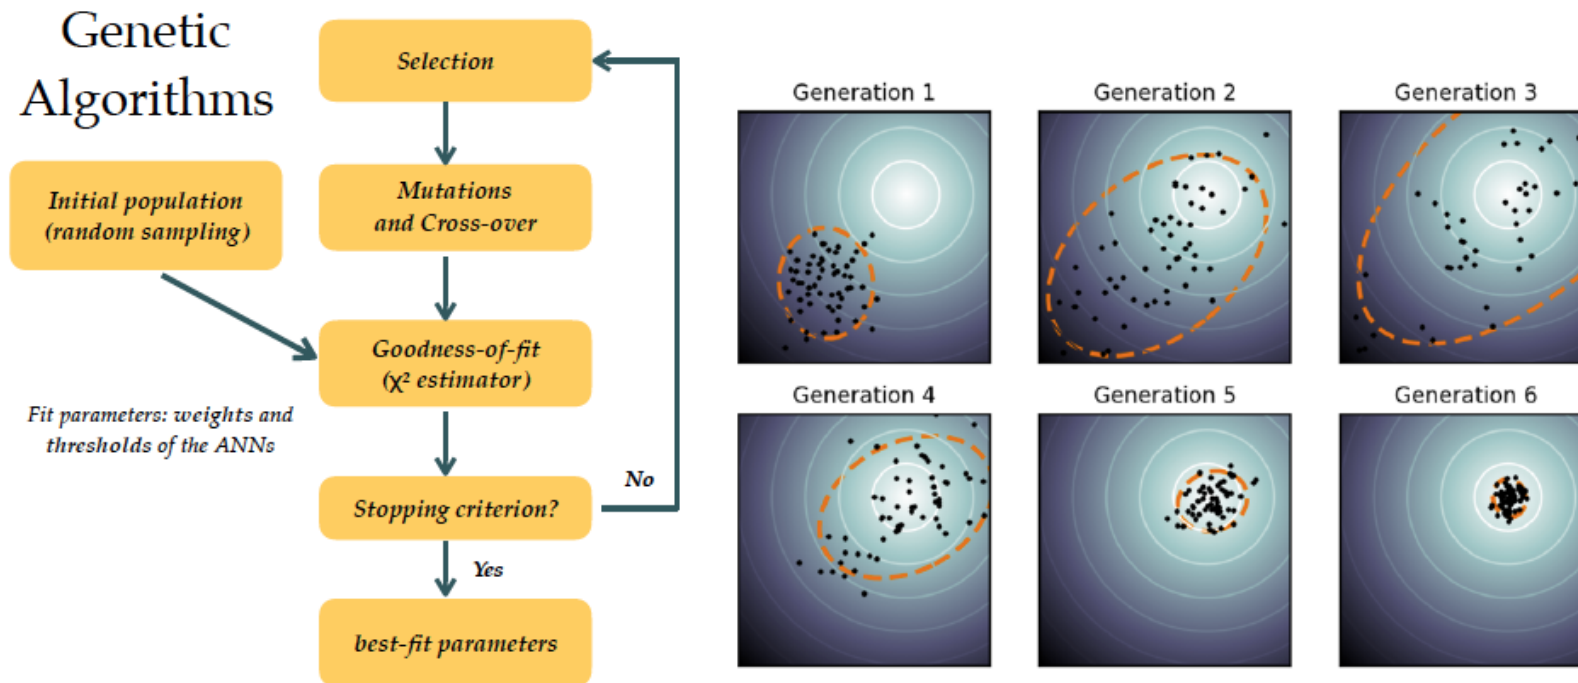 Genetic
Algorithms
Initial population
(random sampling)
Fit parameters: weights and
thresholds of the ANNs
Selection
Mutations
and Cross-over
Goodness-of-fit
(χ² estimator)
Stopping criterion?
No
Yes
best-fit parameters
Generation 1
Generation 2
Generation 3
Generation 4
Generation 5
Generation 6